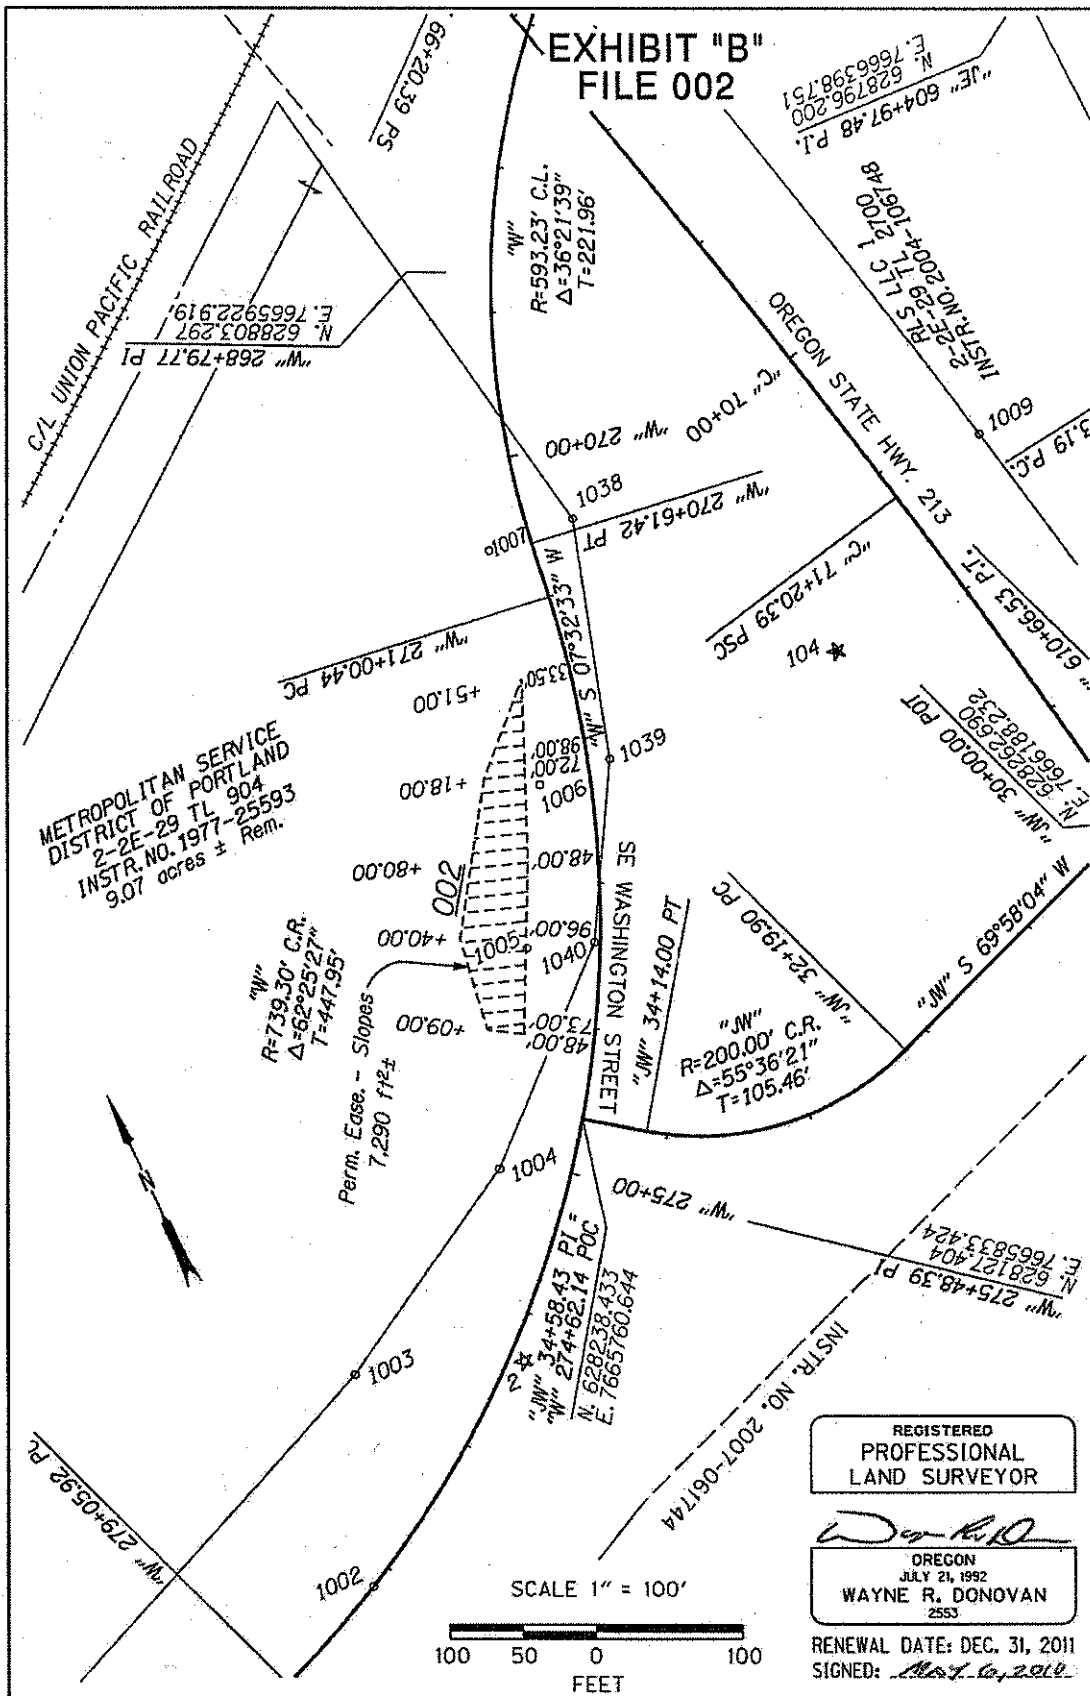 EXHIBIT "B"
FILE 002
66+20.39 PS
"JE" 604+97.48 P.I.
N. 628796.200
E. 7666398.751
C/L UNION PACIFIC RAILROAD
"W"
R=593.23' C.L.
Δ=36°21'39"
T=221.96'
RLS LLC 1
2-2E-29 TL 2700
INSTR.NO.2004-106748
"W" 268+79.77 PI
N. 628803.297
E. 7665922.919
OREGON STATE HWY. 213
6009
3.19 P.C.
"C" 70+00
"W" 270+00
1038
"W" 270+61.42 PT
1007
"W" S 07°32'33" W
"C" 71+20.39 PSC
" 610+66.53 P.I.
104
"W" 271+00.44 PC
+51.00
33.50'
"JW" 30+00.00 POT
N. 628262.690
E. 7666188.232
METROPOLITAN SERVICE
DISTRICT OF PORTLAND
2-2E-29 TL 904
INSTR.NO.1977-25593
9.07 acres ± Rem.
1039
98.00'
72.00'
1006
+18.00
+80.00
48.00'
002
SE WASHINGTON STREET
"JW" 32+19.90 PC
"JW" S 69°58'04" W
+40.00
96.00'
1005
1040
"JW" 34+14.00 PT
"W"
R=739.30' C.R.
Δ=62°25'27"
T=447.95'
+09.00
73.00'
48.00'
"JW"
R=200.00' C.R.
Δ=55°36'21"
T=105.46'
Perm. Ease. - Slopes
7,290 ft²±
N
1004
"W" 275+00
"W" 275+48.39 PI
N. 628127.404
E. 7665833.424
"JW" 34+58.43 PI =
"W" 274+62.14 POC
N. 628238.433
E. 7665760.644
2
1003
INSTR. NO. 2007-061744
"W" 279+05.92 PC
1002
SCALE 1" = 100'
100 50 0 100
FEET
REGISTERED
PROFESSIONAL
LAND SURVEYOR
OREGON
JULY 21, 1992
WAYNE R. DONOVAN
2553
RENEWAL DATE: DEC. 31, 2011
SIGNED: MAY 6, 2010